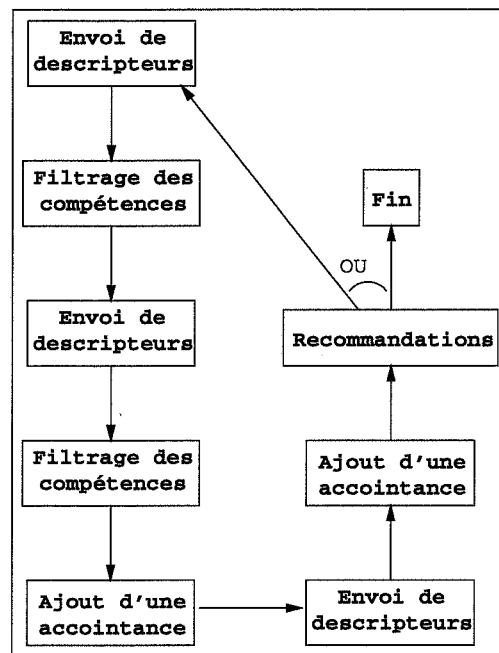 Envoi de
descripteurs
Filtrage des
compétences
Envoi de
descripteurs
Filtrage des
compétences
Ajout d'une
accointance
Envoi de
descripteurs
Ajout d'une
accointance
Recommandations
OU
Fin